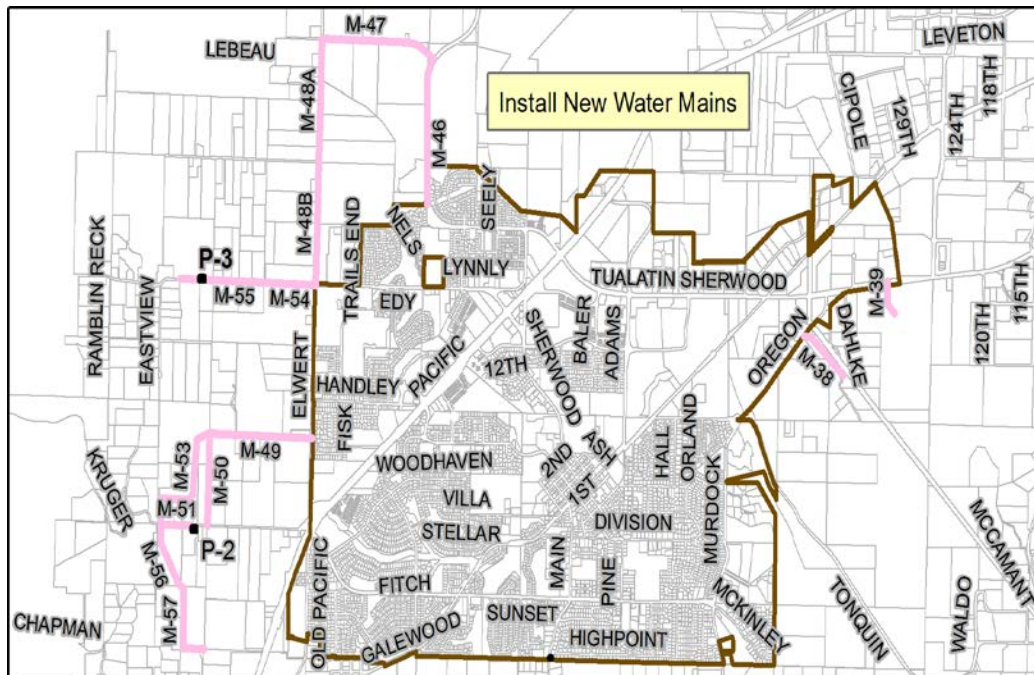 M-47
LEBEAU
LEVETON
Install New Water Mains
M-48A
CIPOLE
129TH
124TH
118TH
M-46
SEELY
M-48B
NELS
TRAILS END
RAMBLIN RECK
P-3
LYNNLY
TUALATIN SHERWOOD
EASTVIEW
M-55
M-54
EDY
M-39
115TH
120TH
SHERWOOD
BALER
ADAMS
PACIFIC
OREGON
DAHLKE
ELWERT
12TH
M-38
HANDLEY
FISK
M-53
M-50
M-49
KRUGER
WOODHAVEN
2ND
ASH
1ST
HALL
ORLAND
M-51
VILLA
MURDOCK
P-2
STELLAR
DIVISION
MCCAMANT
M-56
MAIN
PINE
FITCH
M-57
OLD PACIFIC
SUNSET
MCKINLEY
TONQUIN
WALDO
CHAPMAN
GALEWOOD
HIGHPOINT